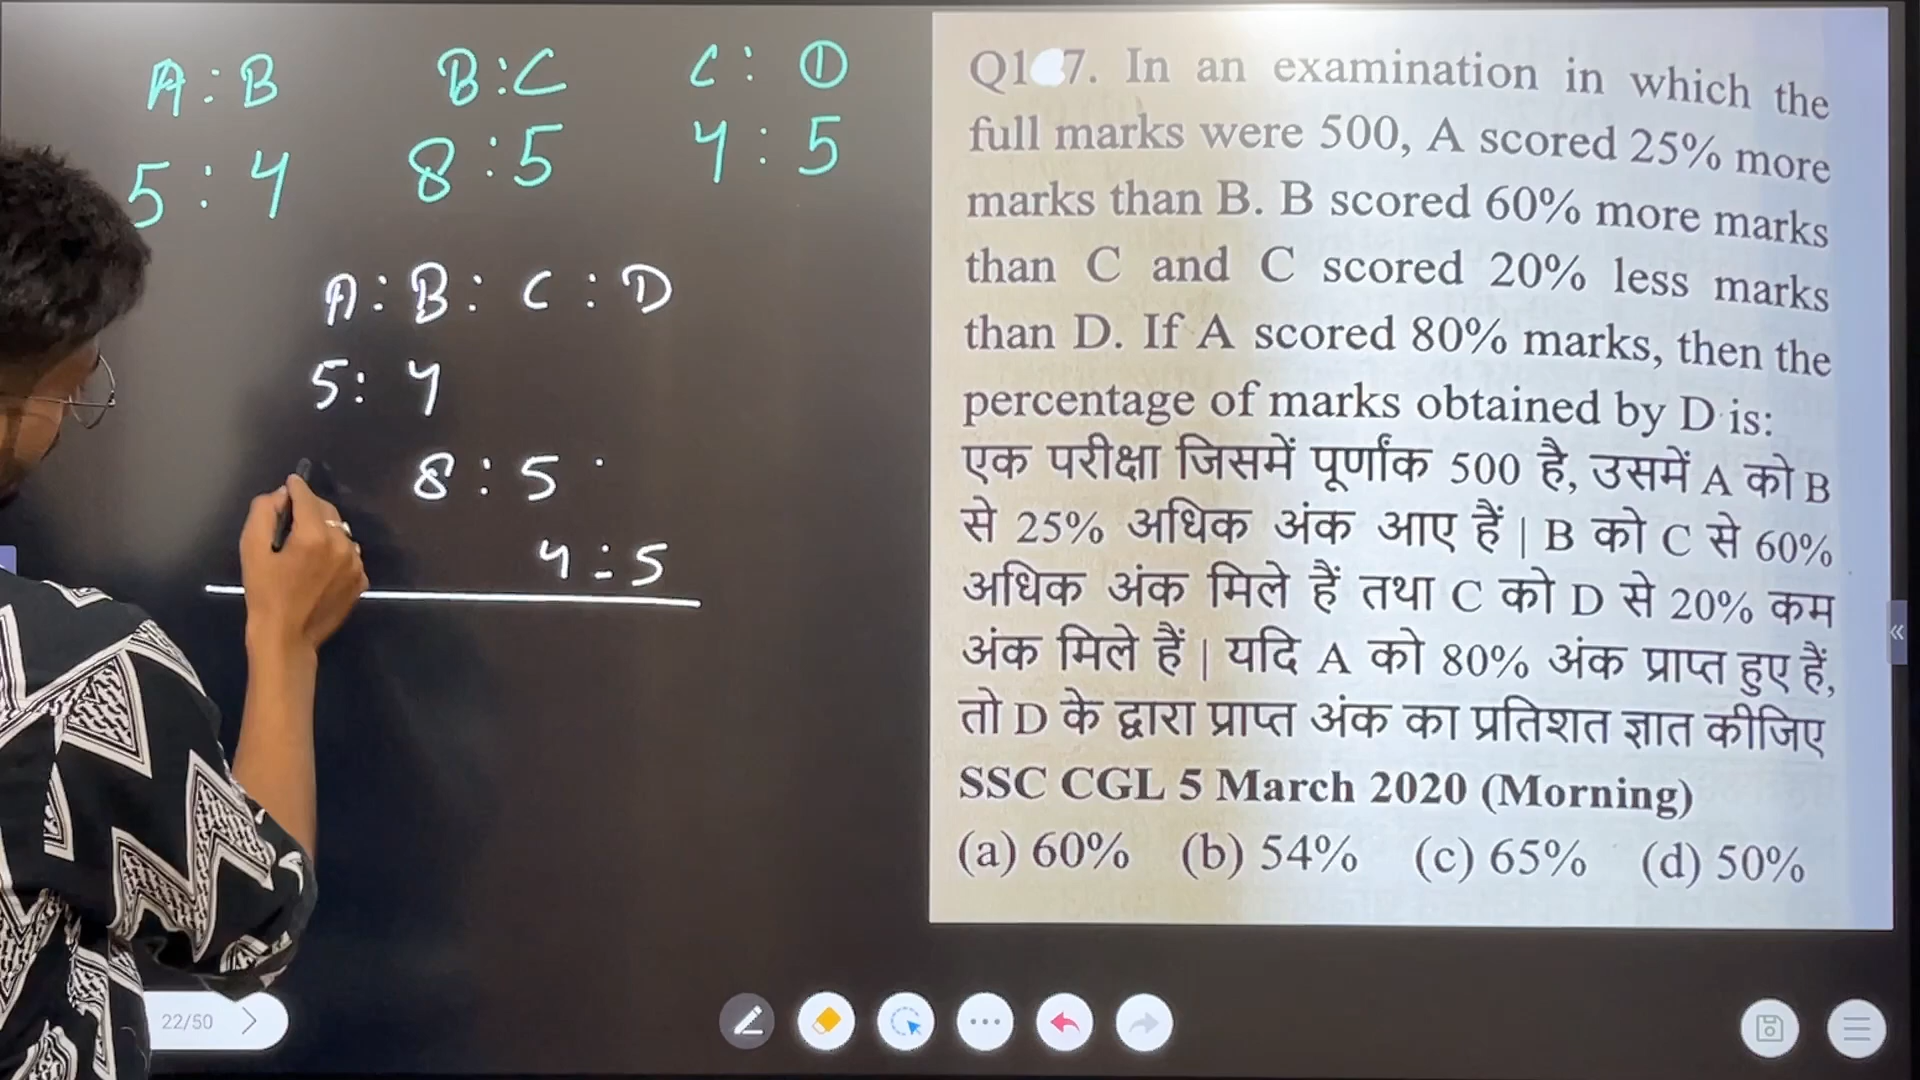 A : B B : C C : D
5 : 4 8 : 5 4 : 5
A : B : C : D
5 : 4
8 : 5
4 : 5
Q1 7. In an examination in which the
full marks were 500, A scored 25% more
marks than B. B scored 60% more marks
than C and C scored 20% less marks
than D. If A scored 80% marks, then the
percentage of marks obtained by D is:
एक परीक्षा जिसमें पूर्णांक 500 है, उसमें A को B
से 25% अधिक अंक आए हैं | B को C से 60%
अधिक अंक मिले हैं तथा C को D से 20% कम
अंक मिले हैं | यदि A को 80% अंक प्राप्त हुए हैं,
तो D के द्वारा प्राप्त अंक का प्रतिशत ज्ञात कीजिए
SSC CGL 5 March 2020 (Morning)
(a) 60% (b) 54% (c) 65% (d) 50%
22/50